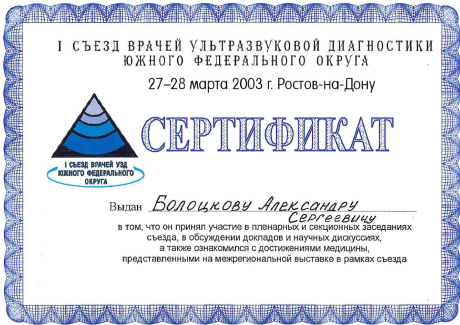 I СЪЕЗД ВРАЧЕЙ УЛЬТРАЗВУКОВОЙ ДИАГНОСТИКИ
ЮЖНОГО ФЕДЕРАЛЬНОГО ОКРУГА
27–28 марта 2003 г. Ростов-на-Дону
СЕРТИФИКАТ
I СЪЕЗД ВРАЧЕЙ УЗД
ЮЖНОГО ФЕДЕРАЛЬНОГО
ОКРУГА
Выдан Болоцкову Александру
Сергеевичу
в том, что он принял участие в пленарных и секционных заседаниях
съезда, в обсуждении докладов и научных дискуссиях,
а также ознакомился с достижениями медицины,
представленными на межрегиональной выставке в рамках съезда